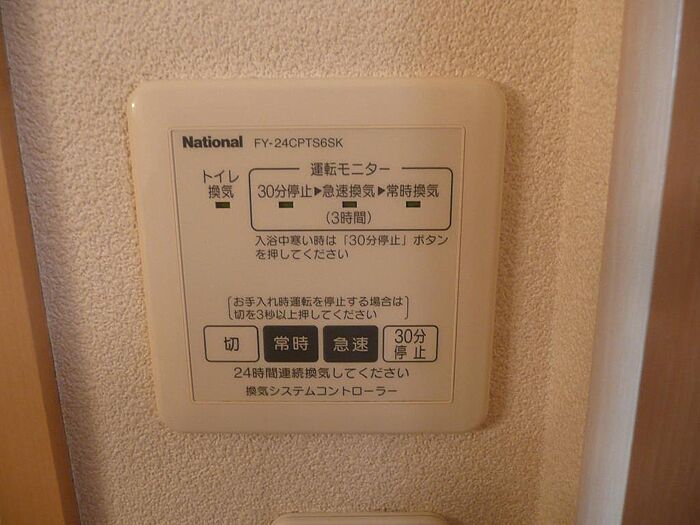 National FY-24CPTS6SK
運転モニター
トイレ
換気
30分停止▶急速換気▶常時換気
(3時間)
入浴中寒い時は「30分停止」ボタン
を押してください
お手入れ時運転を停止する場合は
切を3秒以上押してください
切 常時 急速 30分
停止
24時間連続換気してください
換気システムコントローラー